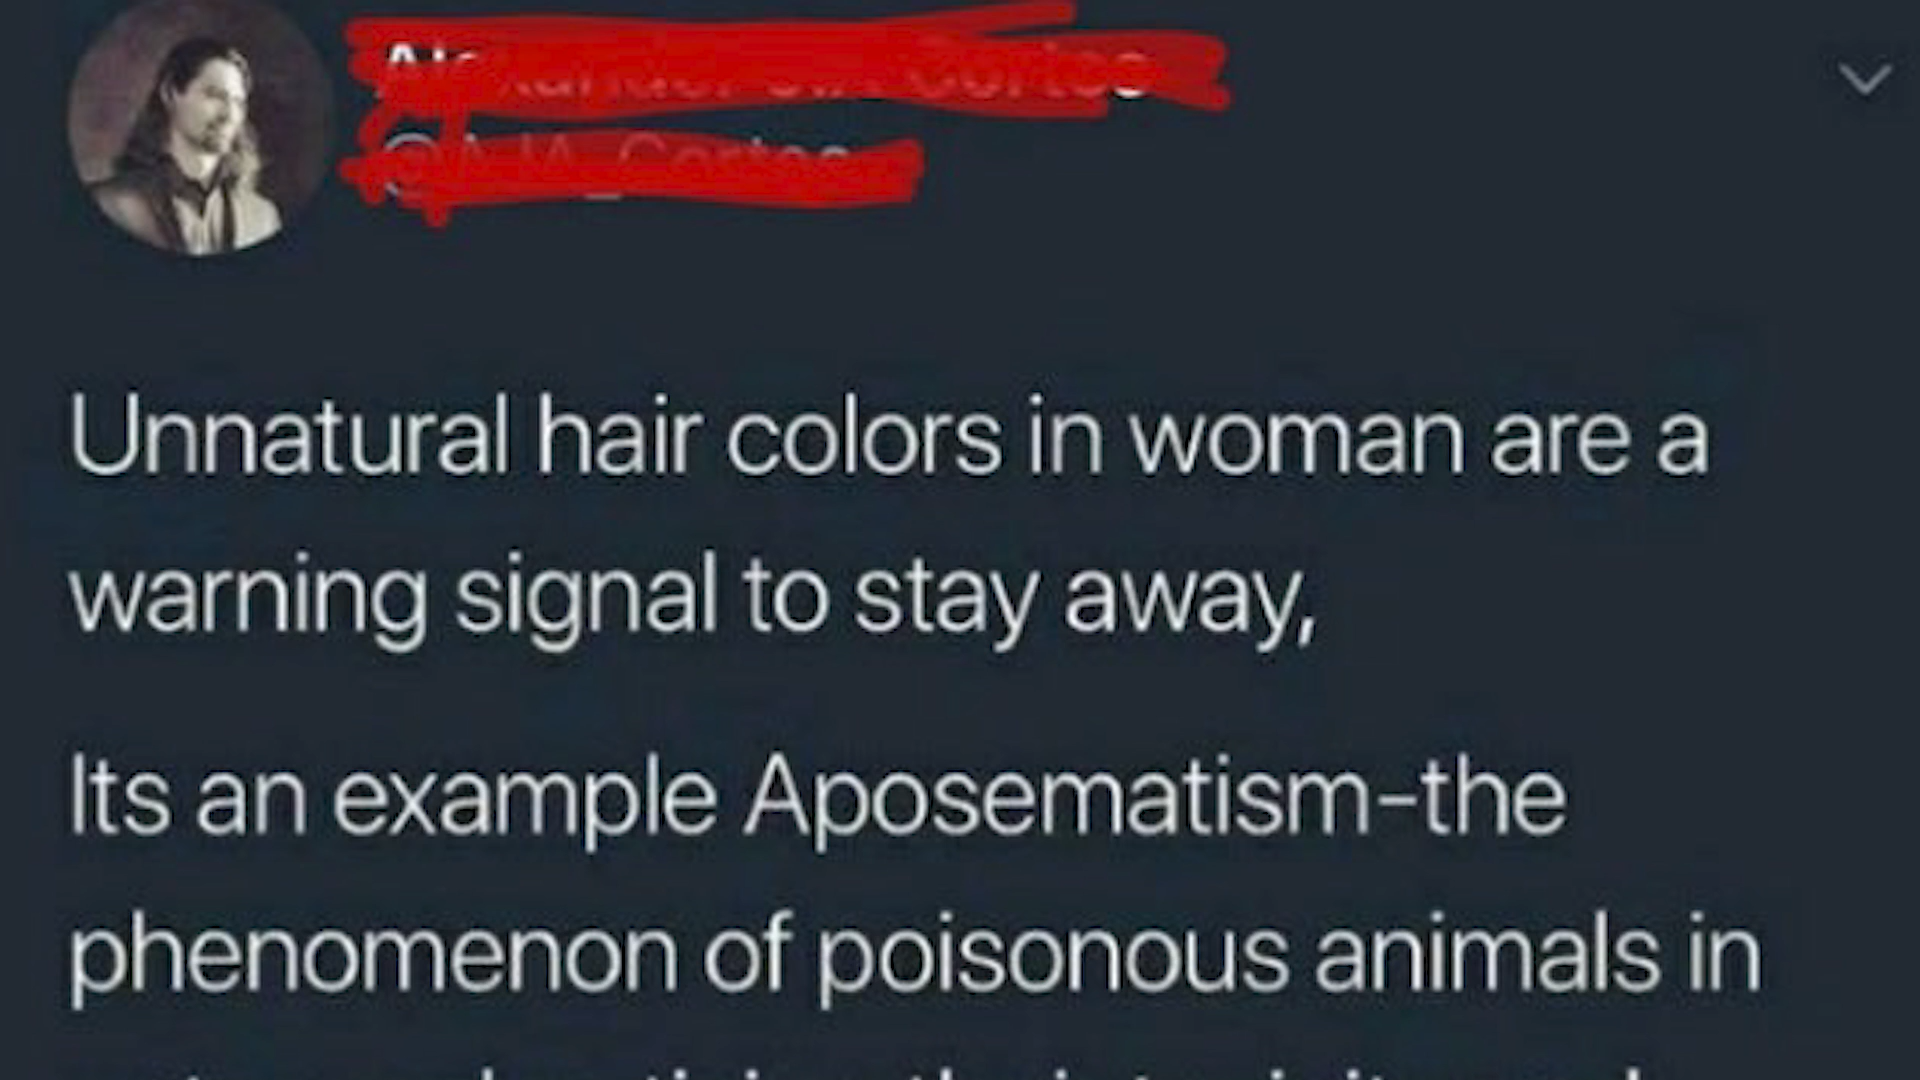 Unnatural hair colors in woman are a
warning signal to stay away,
Its an example Aposematism-the
phenomenon of poisonous animals in